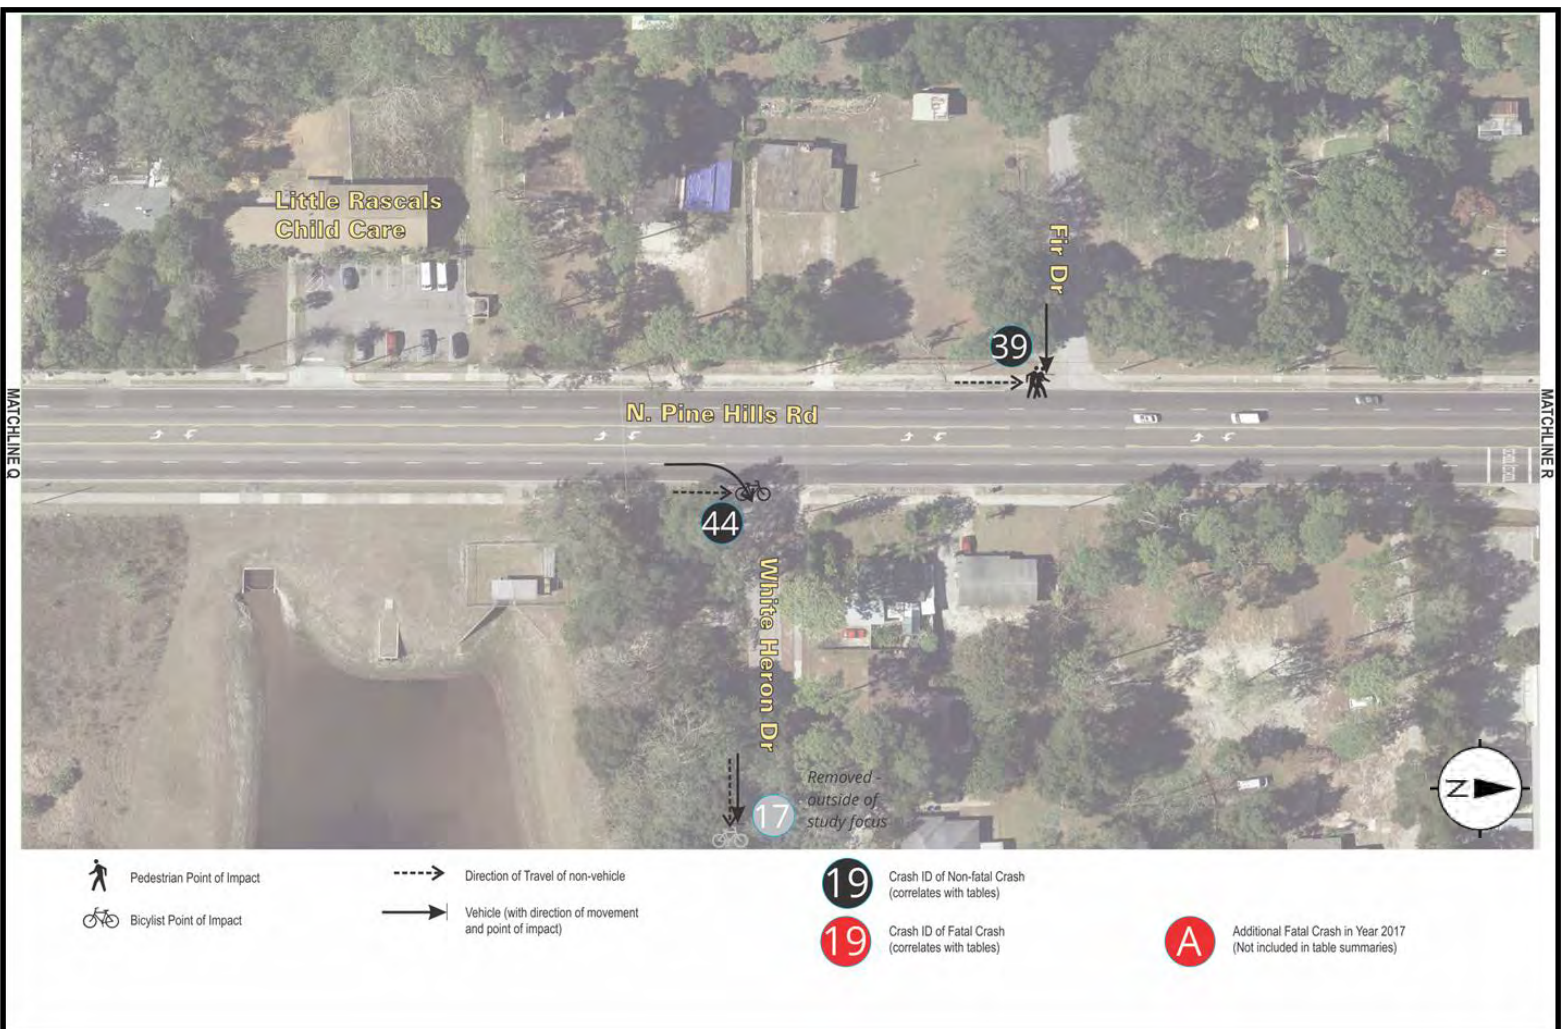 Little Rascals
Child Care
Fir Dr
39
MATCHLINE Q
N. Pine Hills Rd
MATCHLINE R
44
White Heron Dr
Removed -
outside of
study focus
17
N
Pedestrian Point of Impact
Direction of Travel of non-vehicle
19
Crash ID of Non-fatal Crash
(correlates with tables)
Bicylist Point of Impact
Vehicle (with direction of movement
and point of impact)
19
Crash ID of Fatal Crash
(correlates with tables)
A
Additional Fatal Crash in Year 2017
(Not included in table summaries)